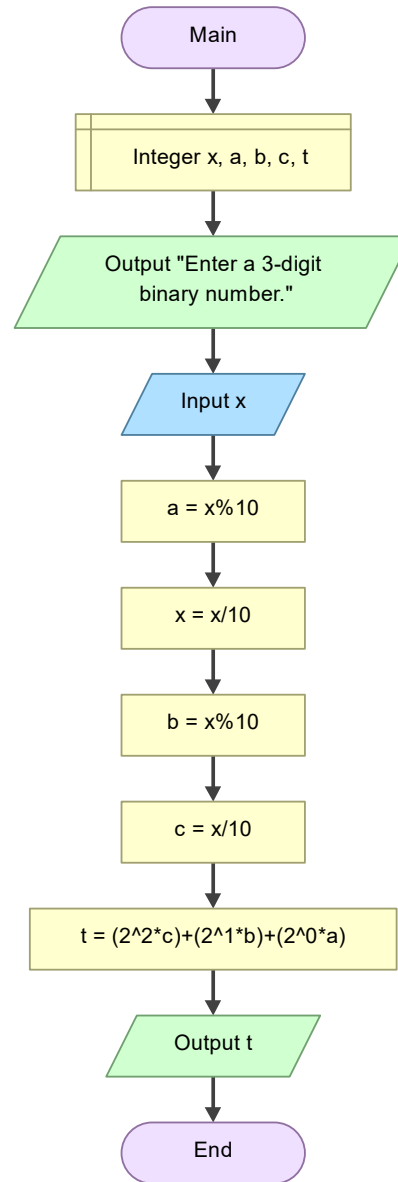 Main
Integer x, a, b, c, t
Output "Enter a 3-digit
binary number."
Input x
a = x%10
x = x/10
b = x%10
c = x/10
t = (2^2*c)+(2^1*b)+(2^0*a)
Output t
End